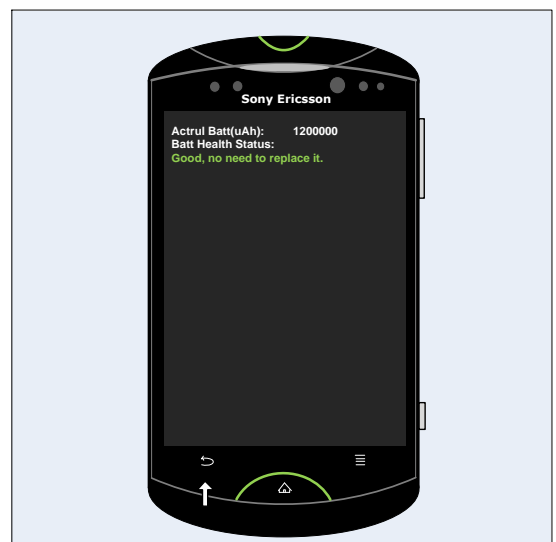 Sony Ericsson
Actrul Batt(uAh): 1200000
Batt Health Status:
Good, no need to replace it.